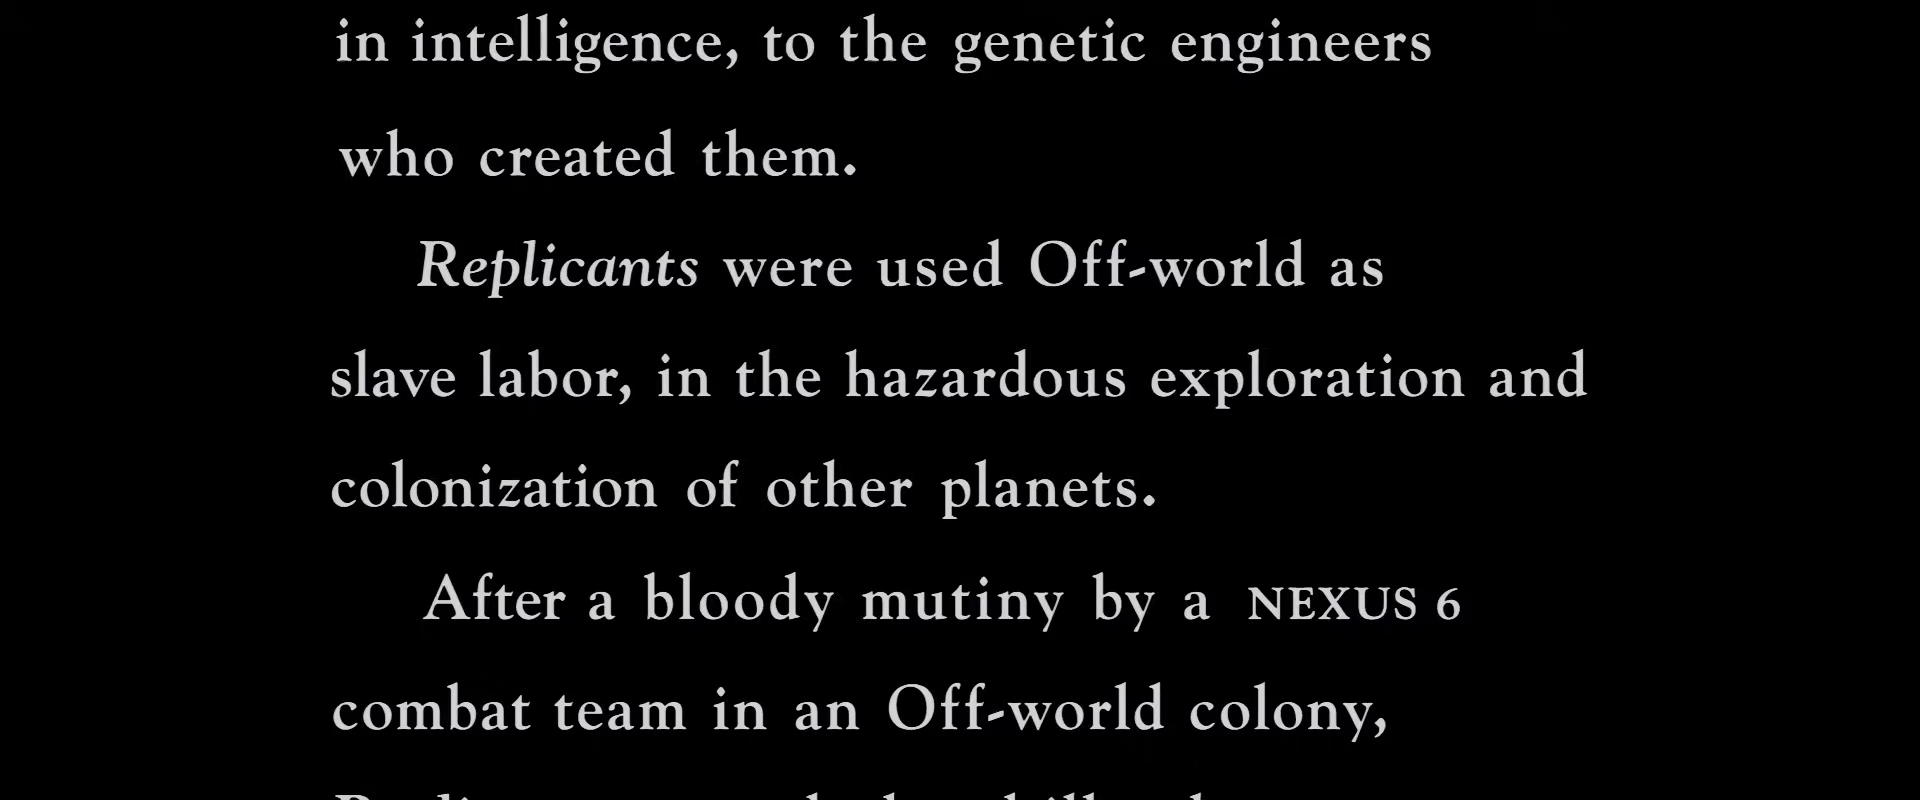 in intelligence, to the genetic engineers
who created them.
Replicants were used Off-world as
slave labor, in the hazardous exploration and
colonization of other planets.
After a bloody mutiny by a NEXUS 6
combat team in an Off-world colony,